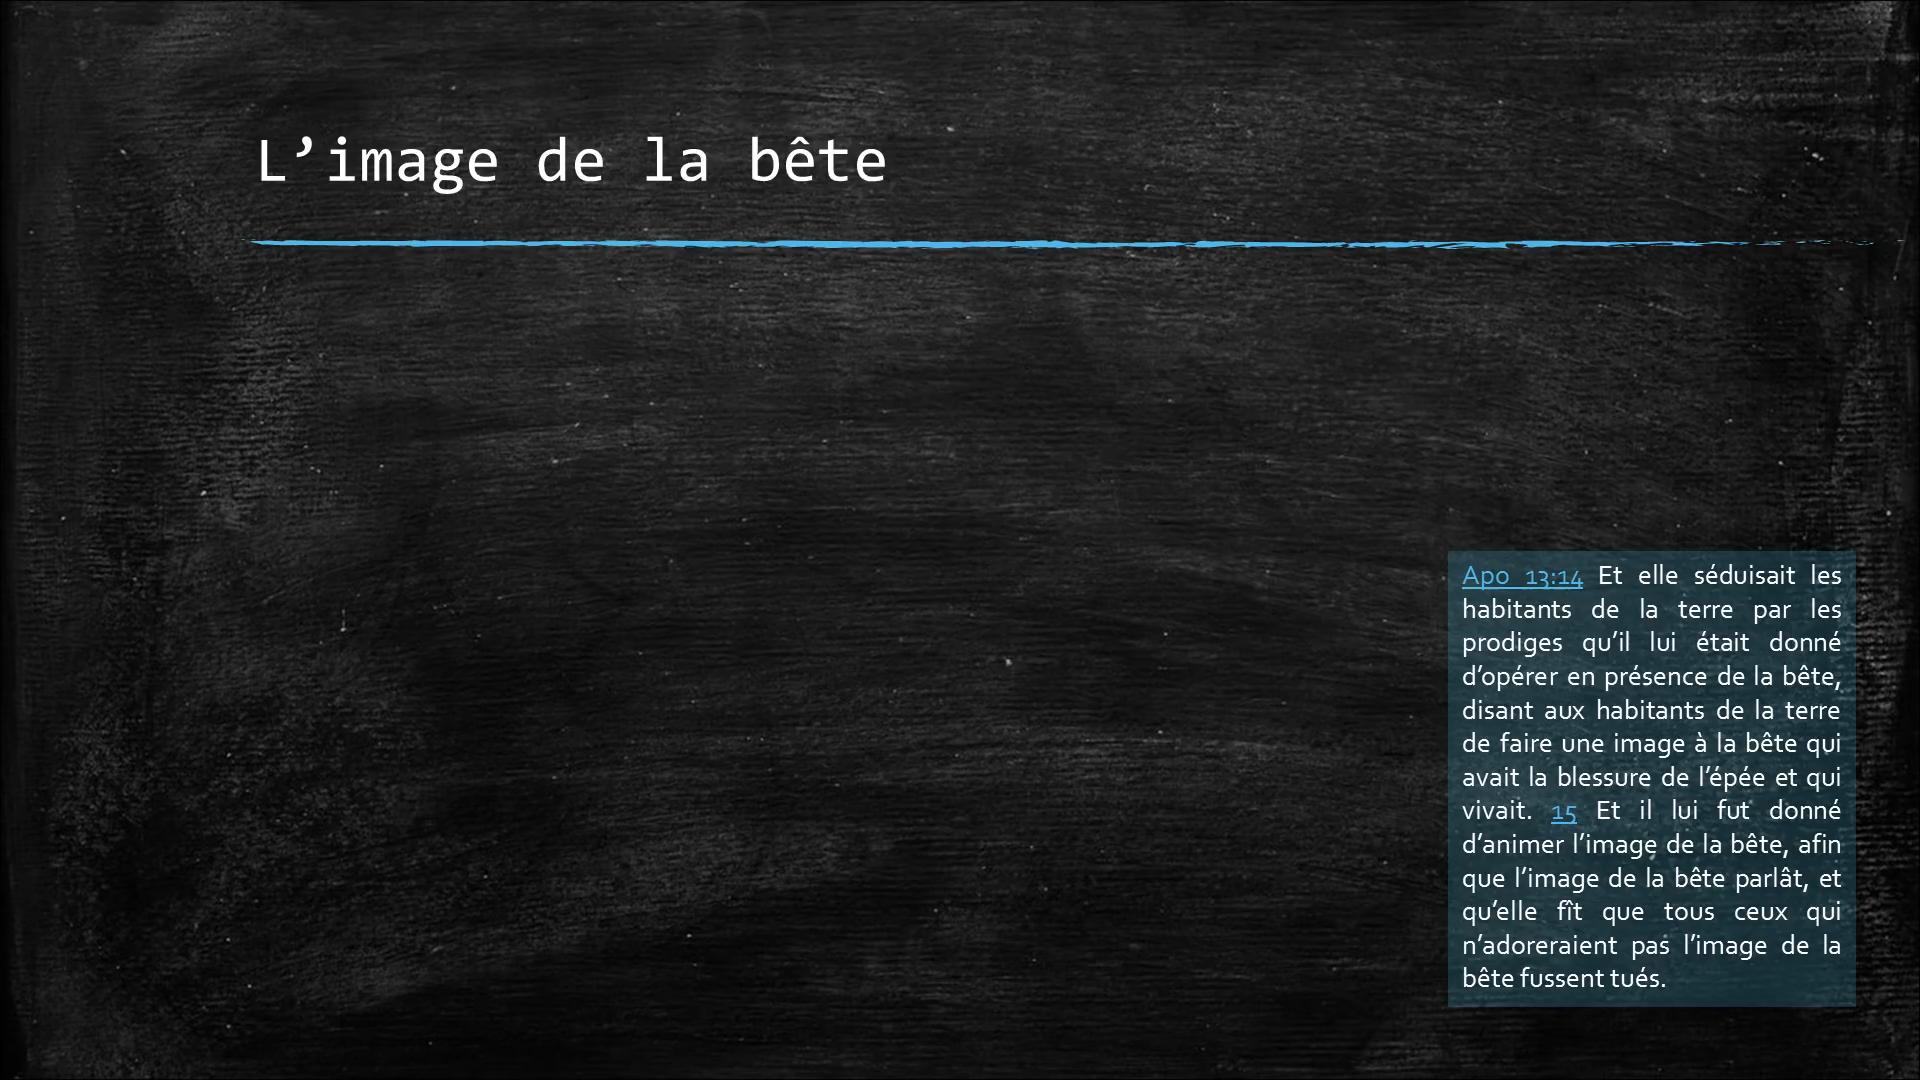 L’image de la bête
Apo 13:14 Et elle séduisait les
habitants de la terre par les
prodiges qu’il lui était donné
d’opérer en présence de la bête,
disant aux habitants de la terre
de faire une image à la bête qui
avait la blessure de l’épée et qui
vivait. 15 Et il lui fut donné
d’animer l’image de la bête, afin
que l’image de la bête parlât, et
qu’elle fît que tous ceux qui
n’adoreraient pas l’image de la
bête fussent tués.